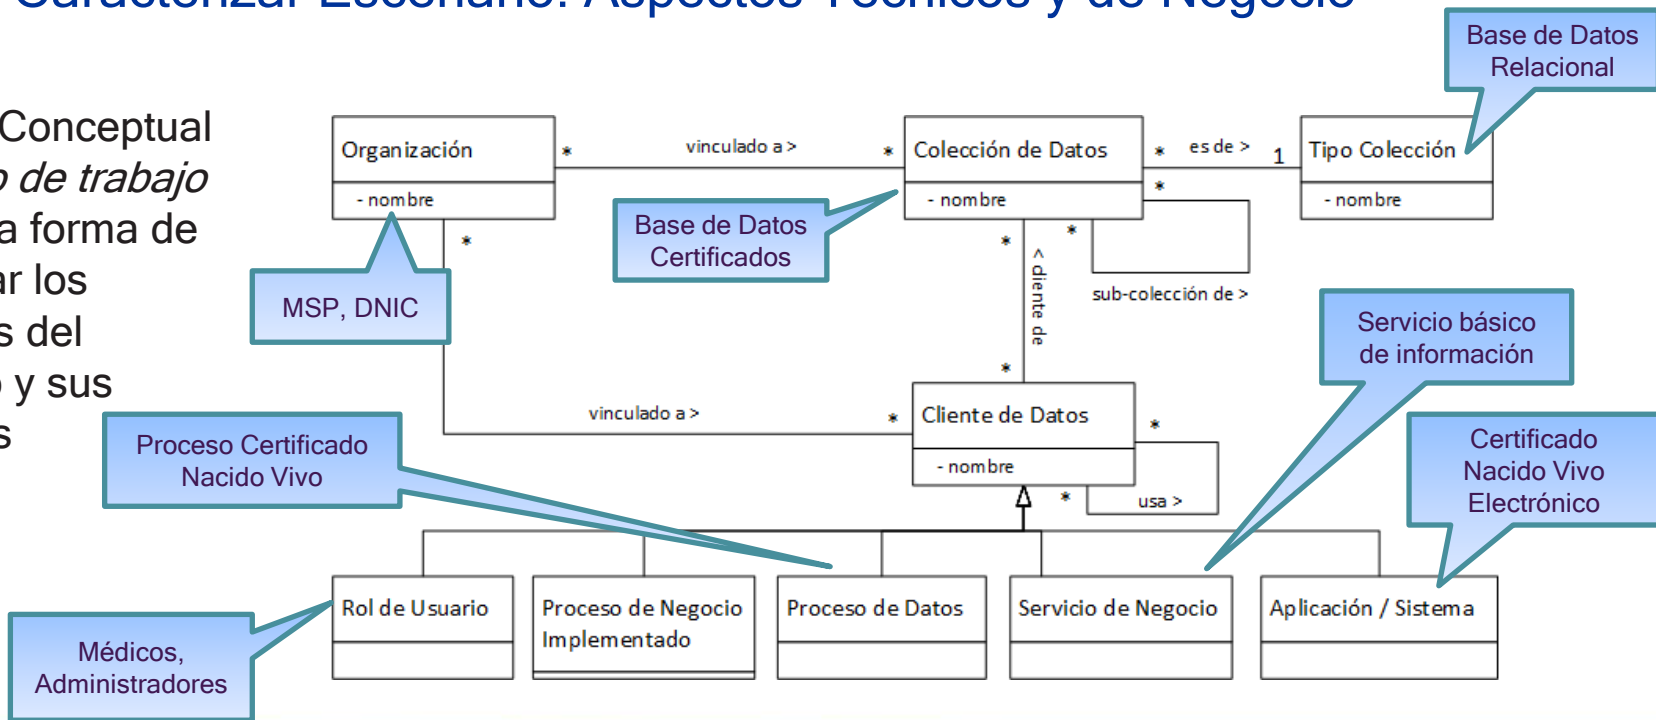 Caracterizar Escenario: Aspectos Técnicos y de Negocio
Conceptual
de trabajo
a forma de
ar los
s del
y sus
s
Base de Datos
Relacional
Organización
- nombre
*
vinculado a >
*
Colección de Datos
- nombre
*
es de >
1
Tipo Colección
- nombre
Base de Datos
Certificados
MSP, DNIC
*
*
*
sub-colección de >
*
< cliente de
*
Servicio básico
de información
vinculado a >
*
Cliente de Datos
- nombre
*
*
usa >
Proceso Certificado
Nacido Vivo
Certificado
Nacido Vivo
Electrónico
Rol de Usuario
Proceso de Negocio
Implementado
Proceso de Datos
Servicio de Negocio
Aplicación / Sistema
Médicos,
Administradores